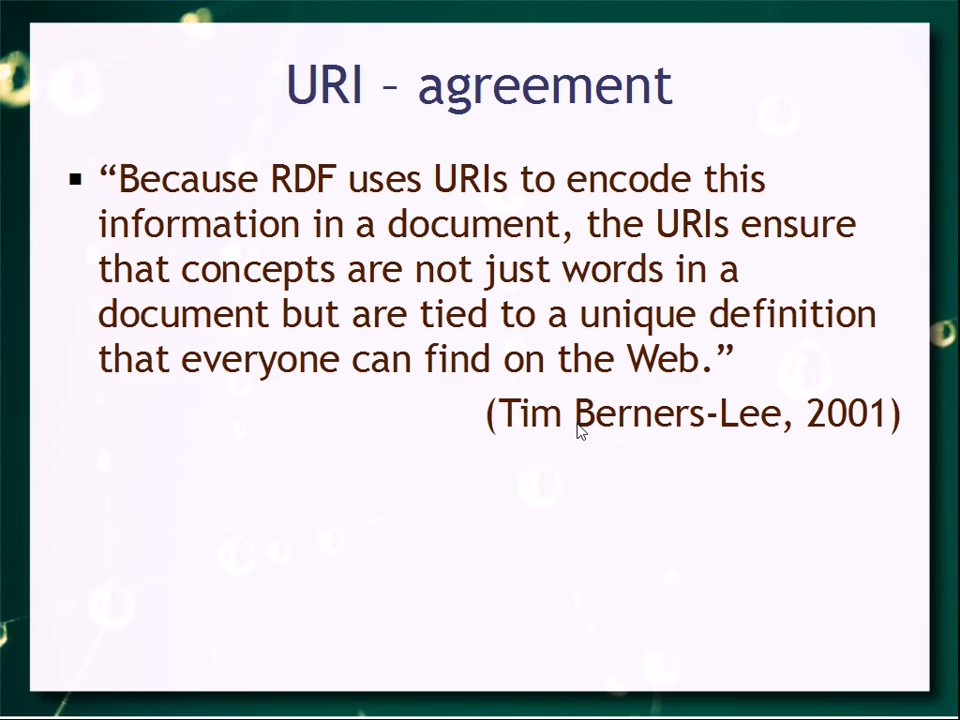 URI – agreement
▪ “Because RDF uses URIs to encode this
information in a document, the URIs ensure
that concepts are not just words in a
document but are tied to a unique definition
that everyone can find on the Web.”
(Tim Berners-Lee, 2001)